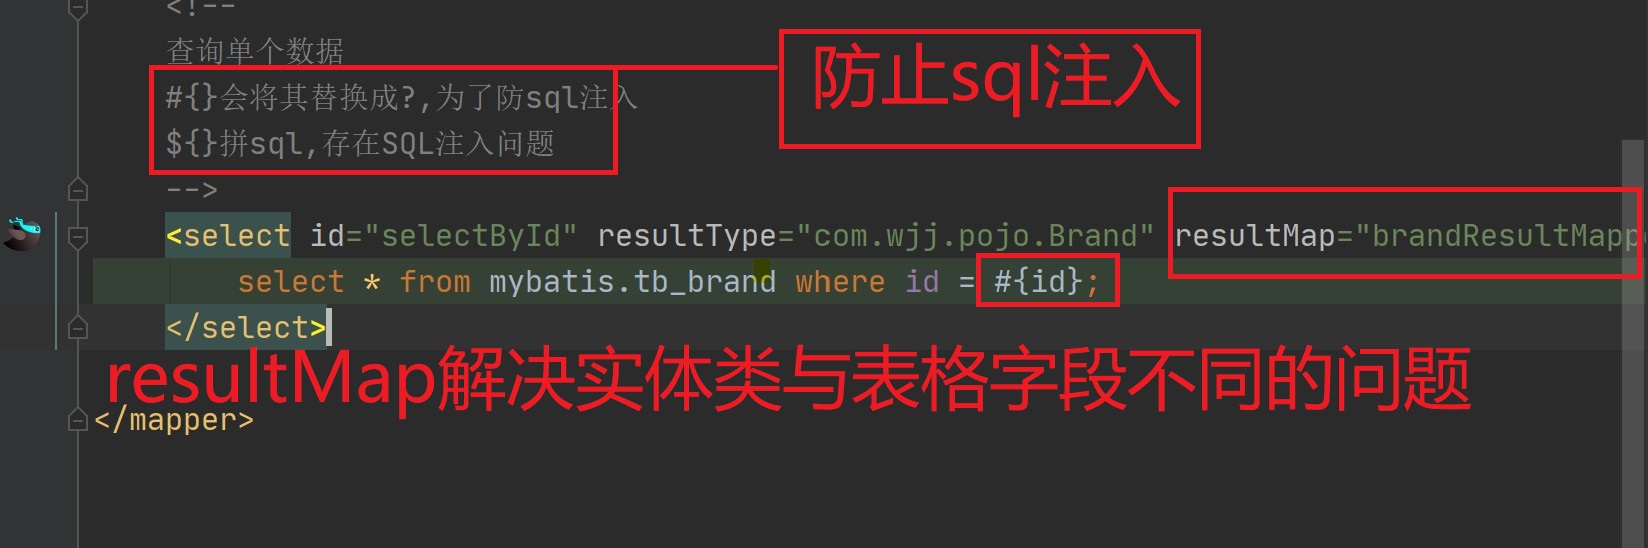 <!--
查询单个数据
#{}会将其替换成?,为了防sql注入
${}拼sql,存在SQL注入问题
防止sql注入
-->
<select id="selectById" resultType="com.wjj.pojo.Brand" resultMap="brandResultMapp
select * from mybatis.tb_brand where id = #{id};
</select>
resultMap解决实体类与表格字段不同的问题
</mapper>